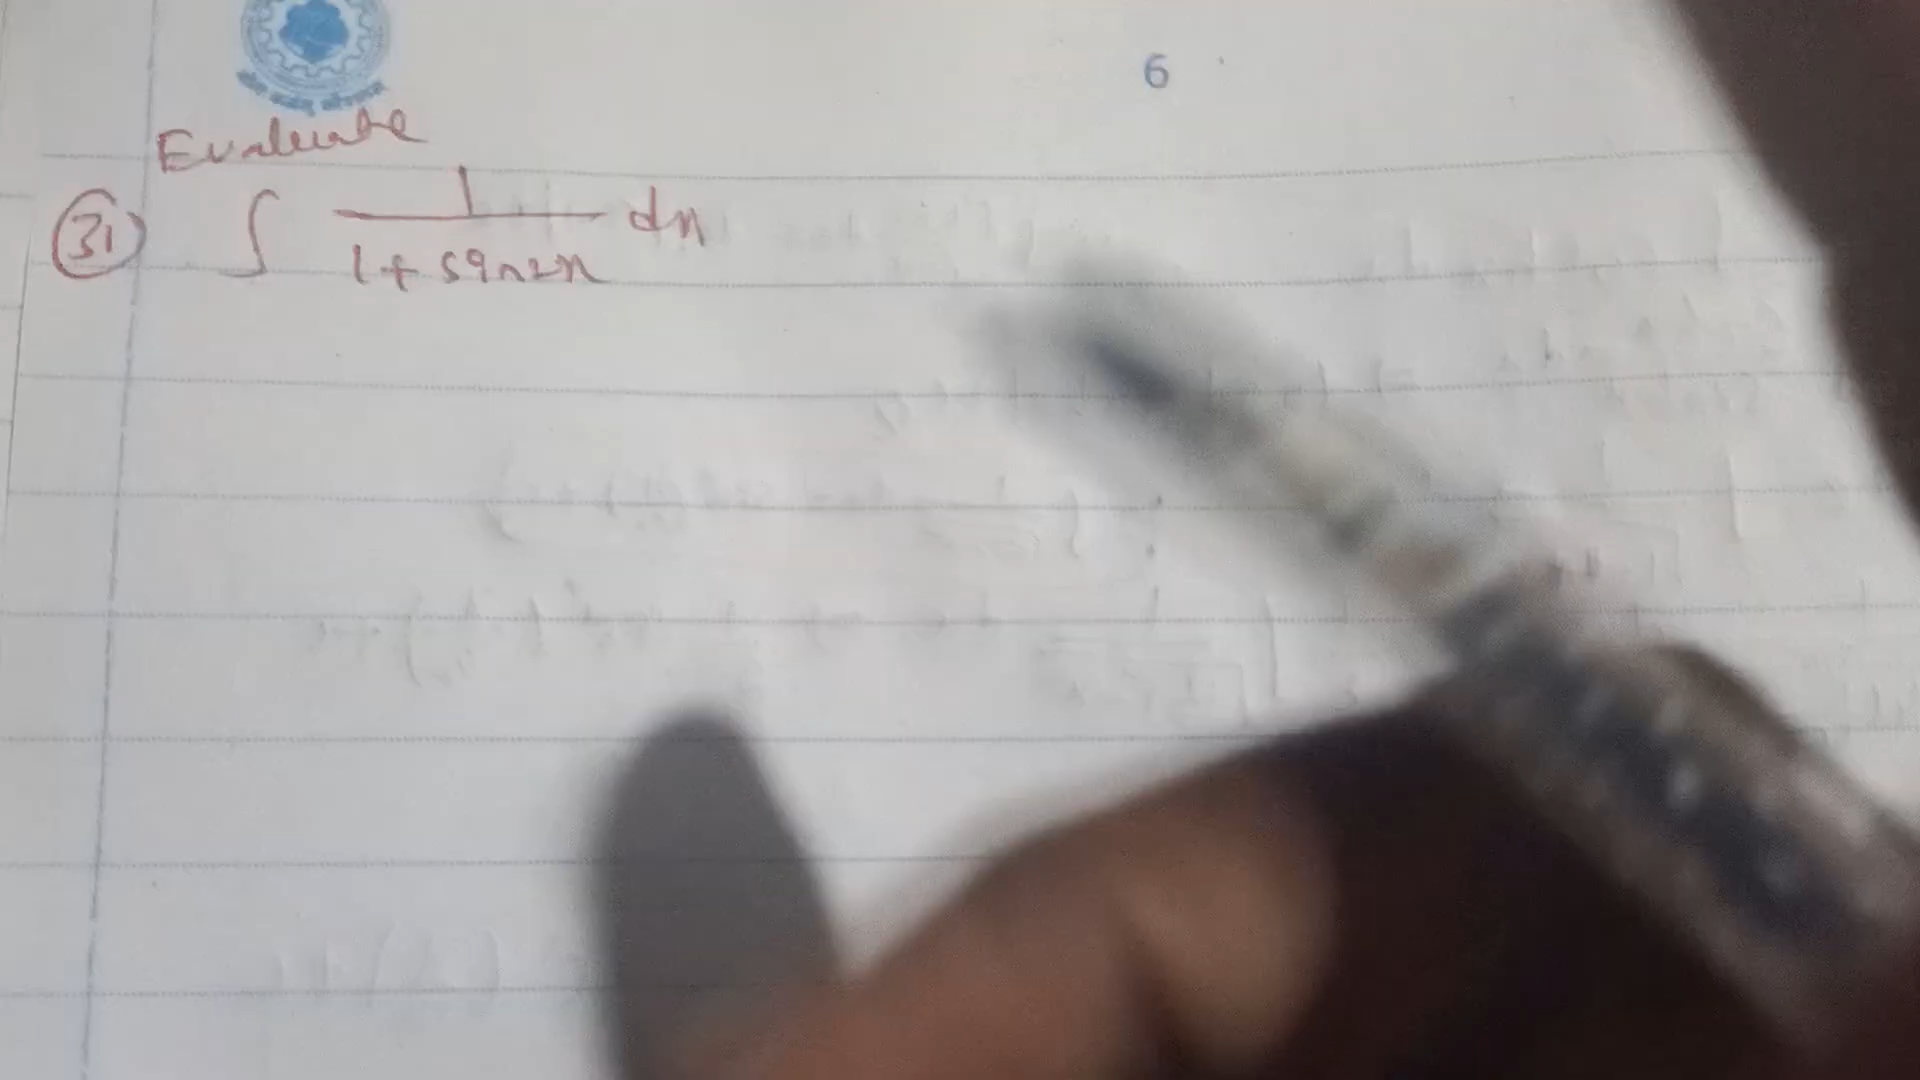 6
Evaluate
31 ∫ 1/(1 + sin2x) dx